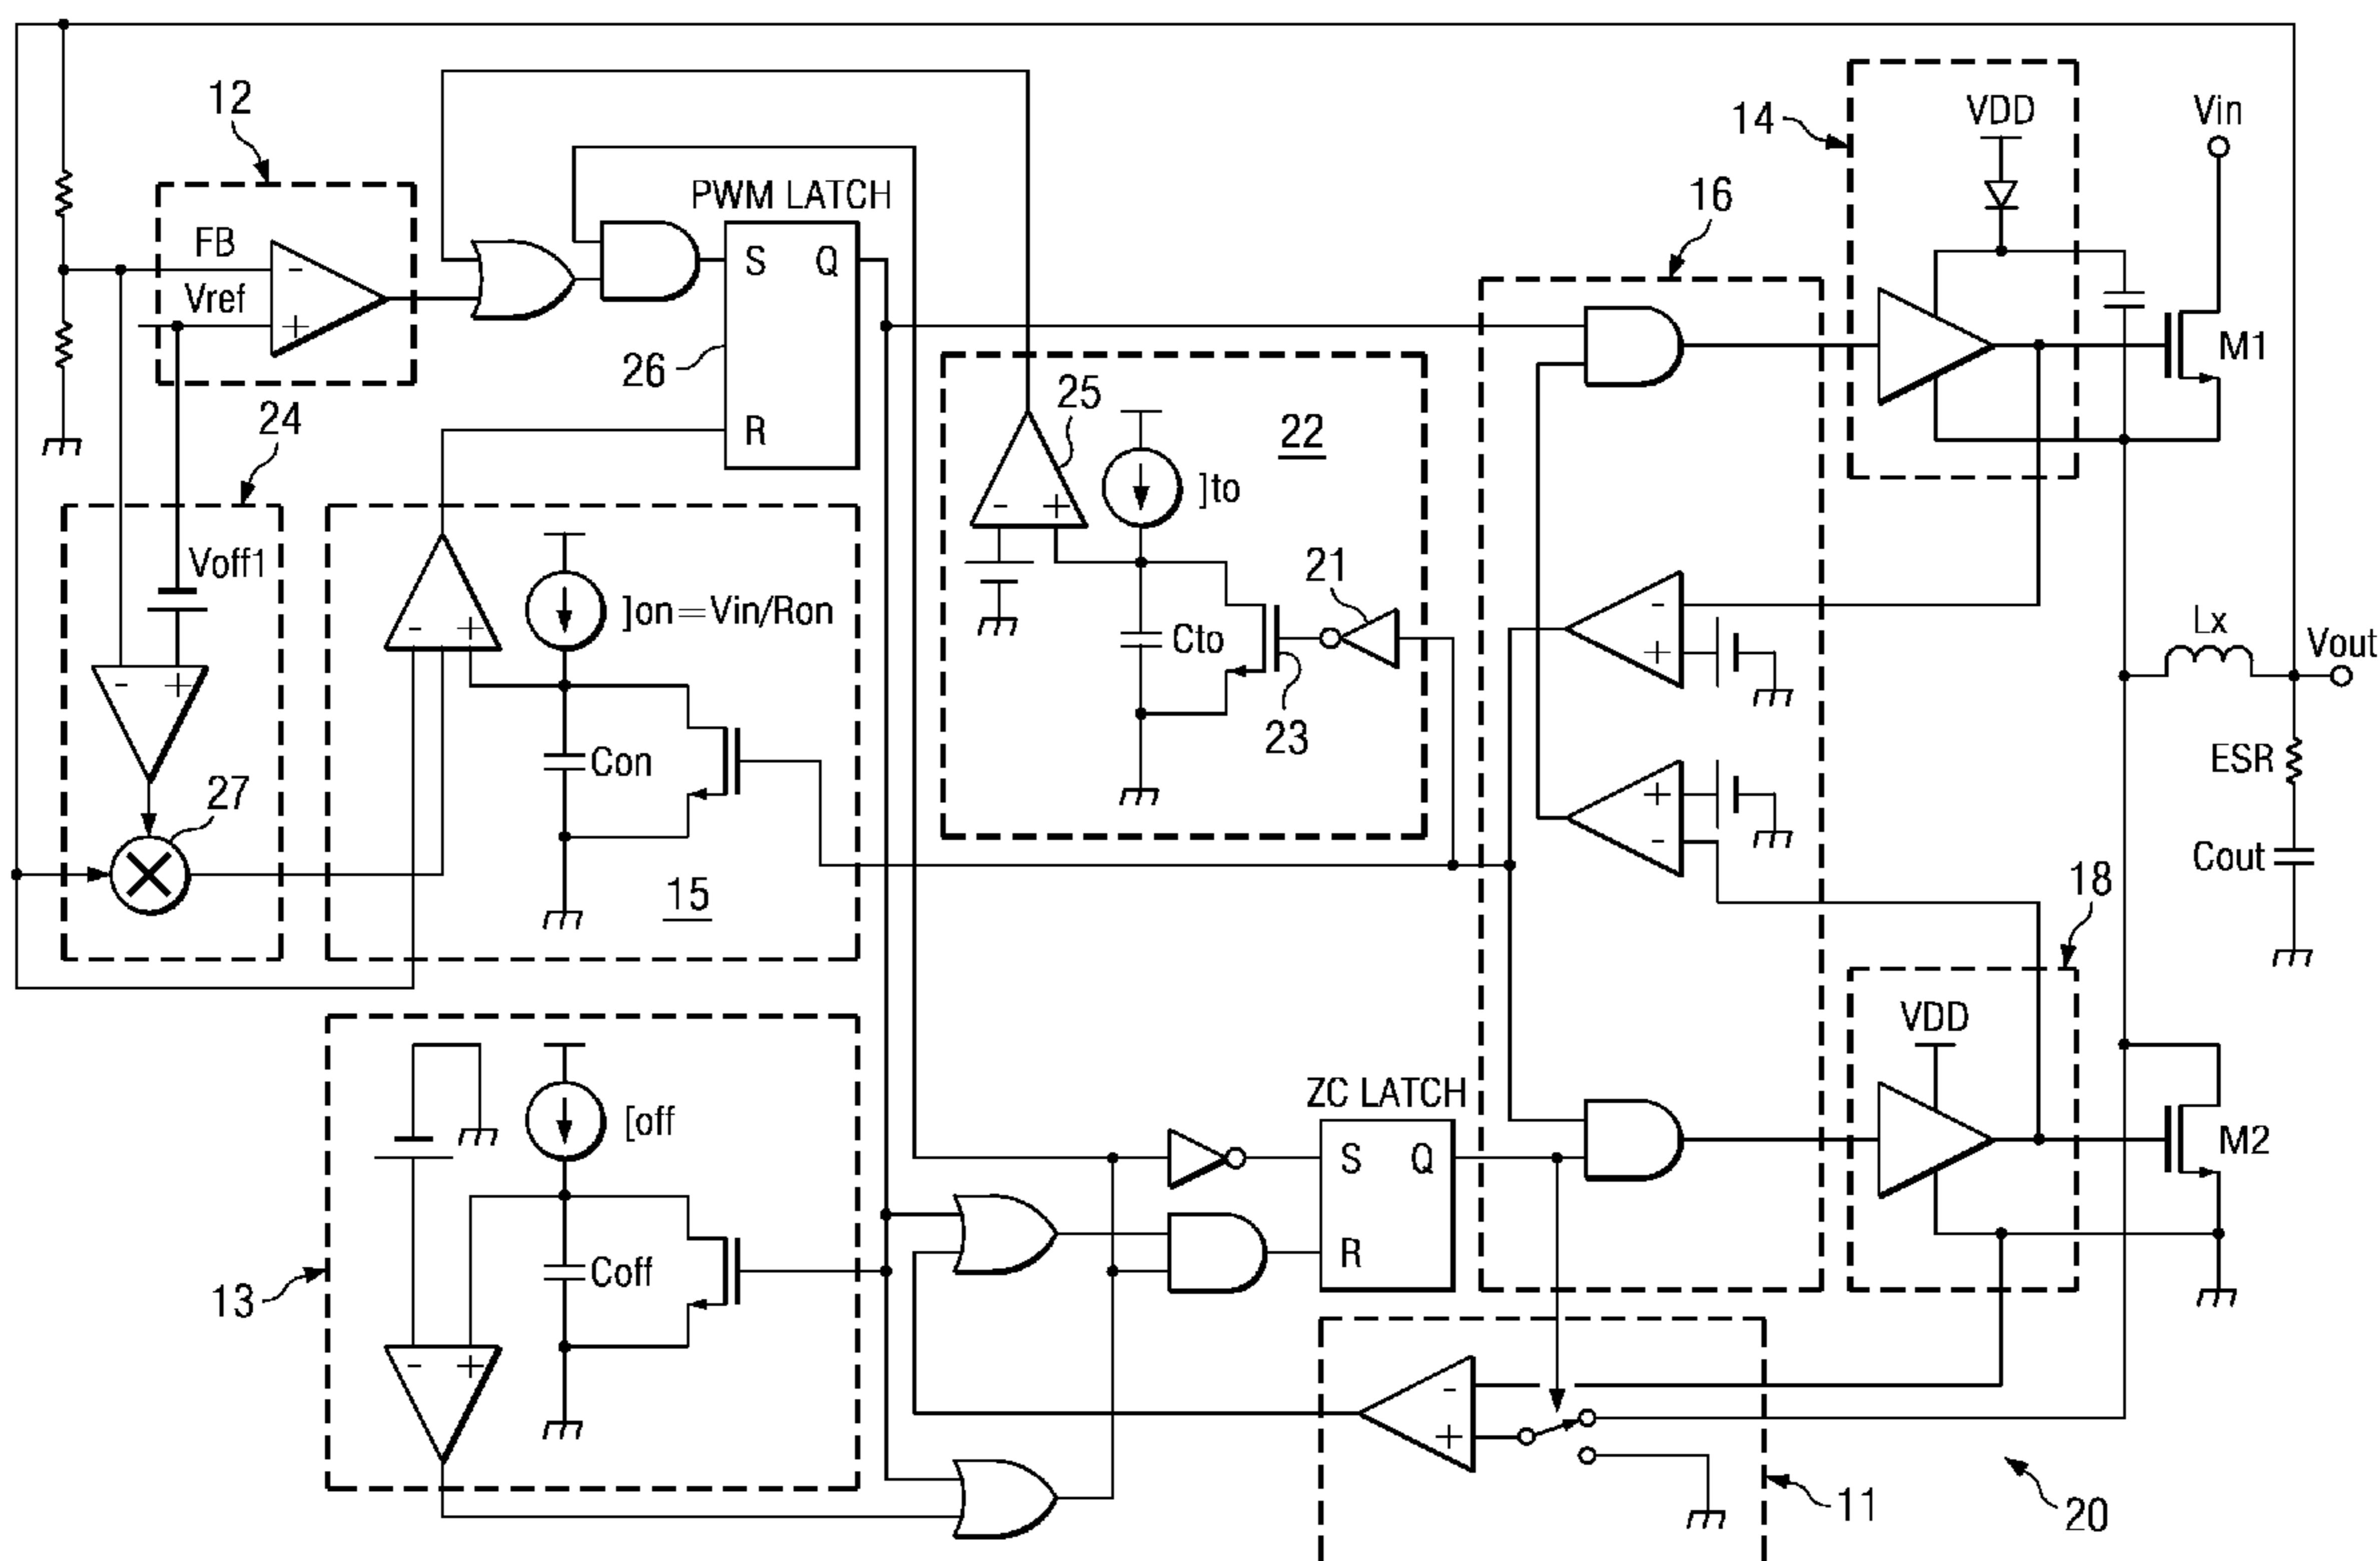 12
FB
Vref
-
+
PWM LATCH
S
Q
R
26
14
VDD
Vin
16
M1
24
Voff1
-
+
27
-
+
]on=Vin/Ron
Con
15
25
22
-
+
]to
Cto
21
23
-
+
+
-
Lx
Vout
ESR
Cout
18
VDD
M2
13
[off
Coff
-
+
ZC LATCH
S
Q
R
-
+
11
20